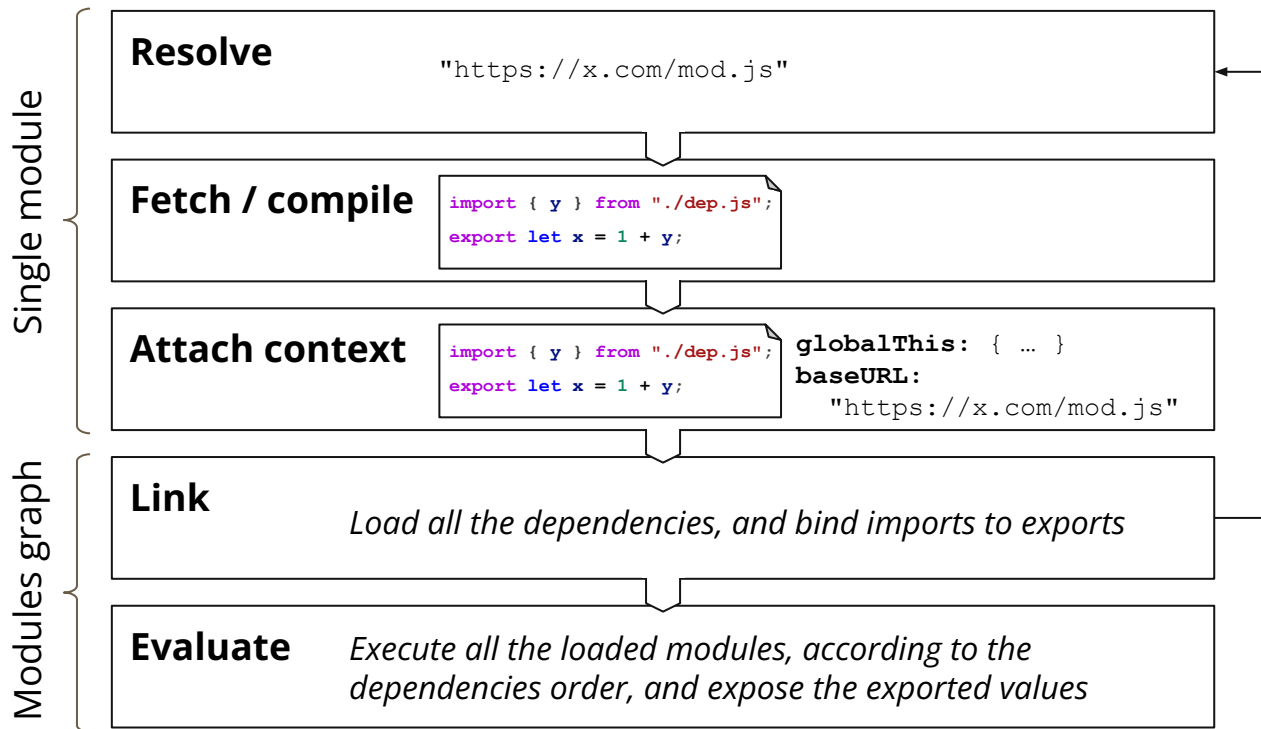 Single module
Resolve
"https://x.com/mod.js"
Fetch / compile
import { y } from "./dep.js";
export let x = 1 + y;
Attach context
import { y } from "./dep.js";
export let x = 1 + y;
globalThis: { … }
baseURL:
"https://x.com/mod.js"
Modules graph
Link
Load all the dependencies, and bind imports to exports
Evaluate
Execute all the loaded modules, according to the
dependencies order, and expose the exported values